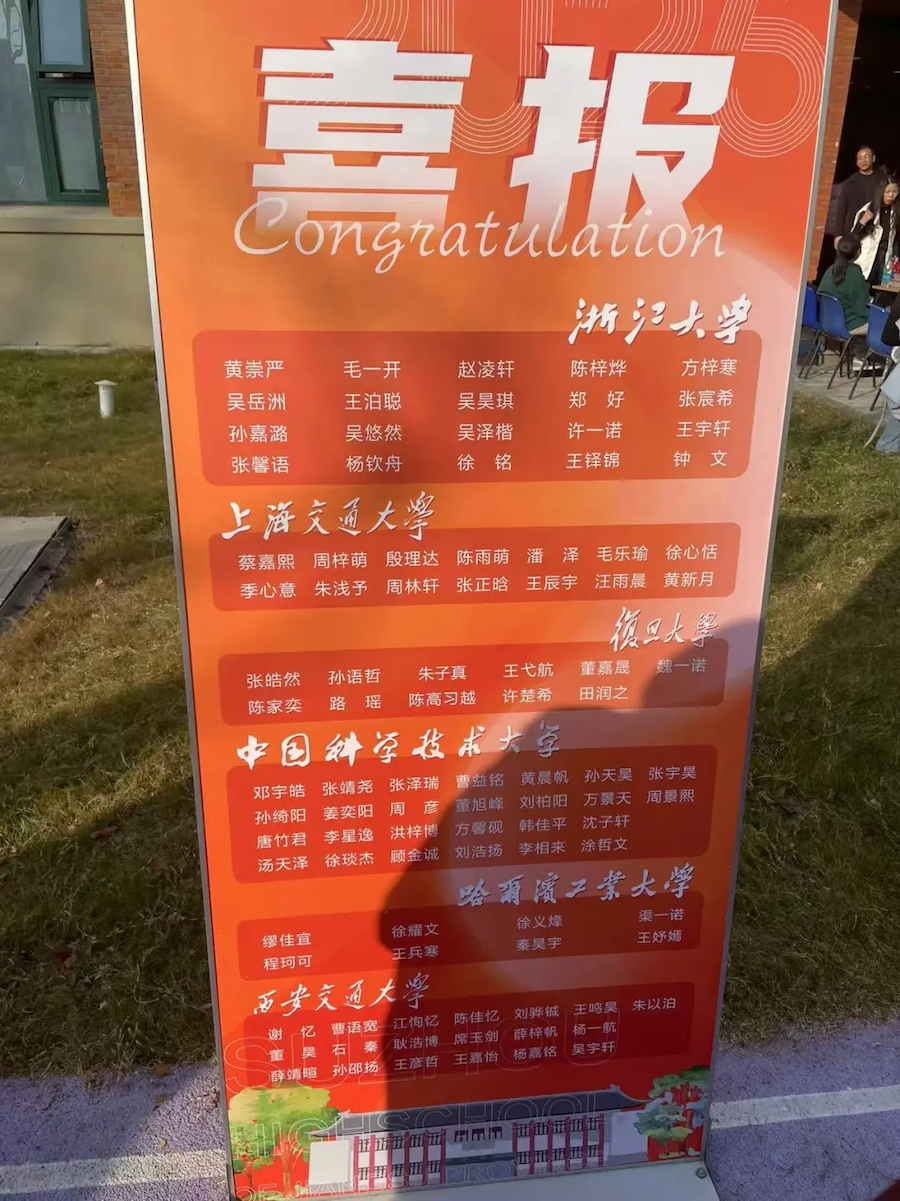 2025
喜报
Congratulation
浙江大学
黄崇严 毛一开 赵凌轩 陈梓烨 方梓寒
吴岳洲 王泊聪 吴昊琪 郑 好 张宸希
孙嘉潞 吴悠然 吴泽楷 许一诺 王宇轩
张馨语 杨钦舟 徐 铭 王铎锦 钟 文
上海交通大學
蔡嘉熙 周梓萌 殷理达 陈雨萌 潘 泽 毛乐瑜 徐心恬
季心意 朱浅予 周林轩 张正晗 王辰宇 汪雨晨 黄新月
復旦大學
张皓然 孙语哲 朱子真 王弋航 董嘉晟 魏一诺
陈家奕 路 瑶 陈高习越 许楚希 田润之
中国科学技术大学
邓宇皓 张靖尧 张泽瑞 曹益铭 黄晨帆 孙天昊 张宇昊
孙绮阳 姜奕阳 周 彦 董旭峰 刘柏阳 万景天 周景熙
唐竹君 李星逸 洪梓博 方馨砚 韩佳平 沈子轩
汤天泽 徐琰杰 顾金诚 刘浩扬 李相来 涂哲文
哈爾濱工業大學
缪佳宜 徐耀文 徐义烽 渠一诺
程珂可 王兵寒 秦昊宇 王妤嫣
西安交通大學
谢 忆 曹语宽 江恂忆 陈佳忆 刘骅铖 王鸣昊 朱以泊
董 昊 石 秦 耿浩博 席玉剑 薛梓帆 杨一航
薛靖暄 孙邵扬 王彦哲 王嘉怡 杨嘉铭 吴宇轩
SUZHOU
HIGHSCHOOL